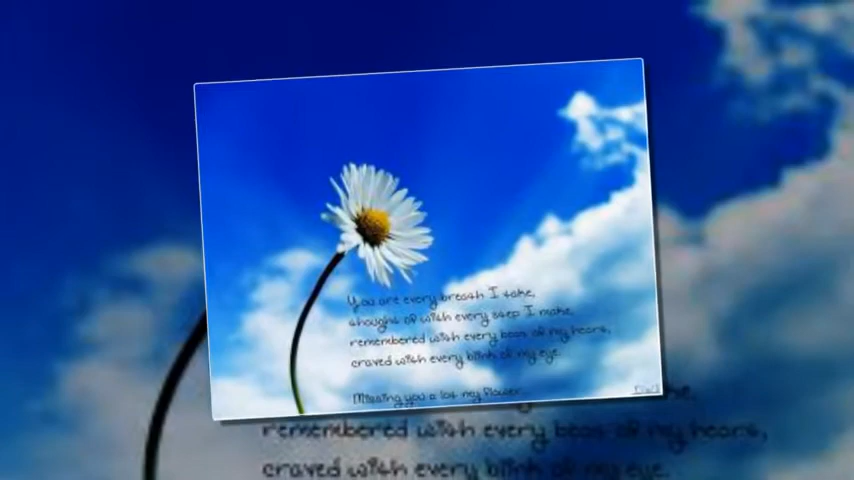 You are every breath I take,
thought of with every step I make,
remembered with every beat of my heart,
craved with every blink of my eye.
Missing you a lot my flower
he,
remembered with every beat of my heart,
craved with every blink of my eye.